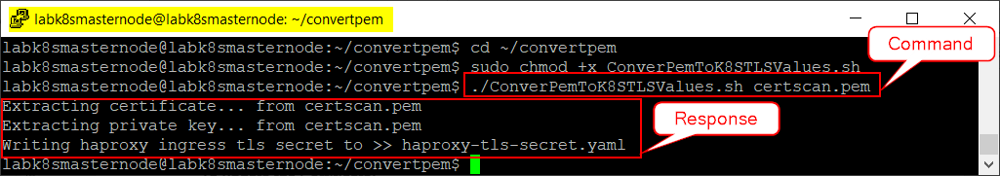 labk8smasternode@labk8smasternode: ~/convertpem
labk8smasternode@labk8smasternode:~/convertpem$ cd ~/convertpem
Command
labk8smasternode@labk8smasternode:~/convertpem$ sudo chmod +x ConverPemToK8STLSValues.sh
labk8smasternode@labk8smasternode:~/convertpem$ ./ConverPemToK8STLSValues.sh certscan.pem
Extracting certificate... from certscan.pem
Extracting private key... from certscan.pem
Response
Writing haproxy ingress tls secret to >> haproxy-tls-secret.yaml
labk8smasternode@labk8smasternode:~/convertpem$